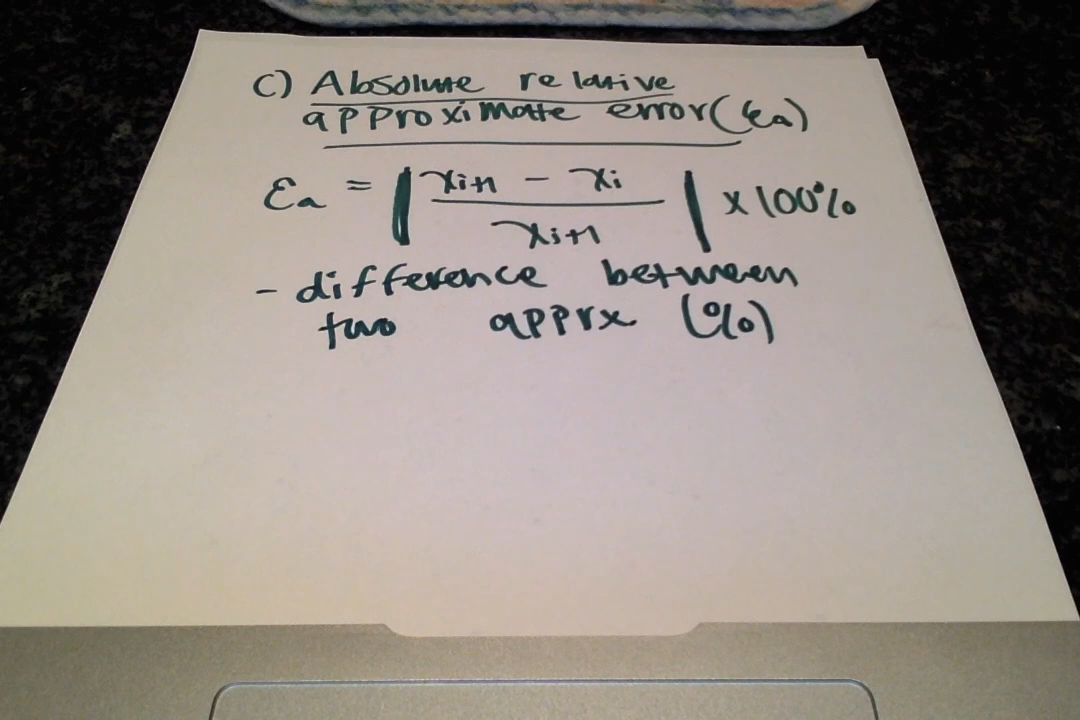 C) Absolute relative
approximate error (εa)
εa = | xi+1 - xi / xi+1 | x 100%
- difference between
two apprx (%)